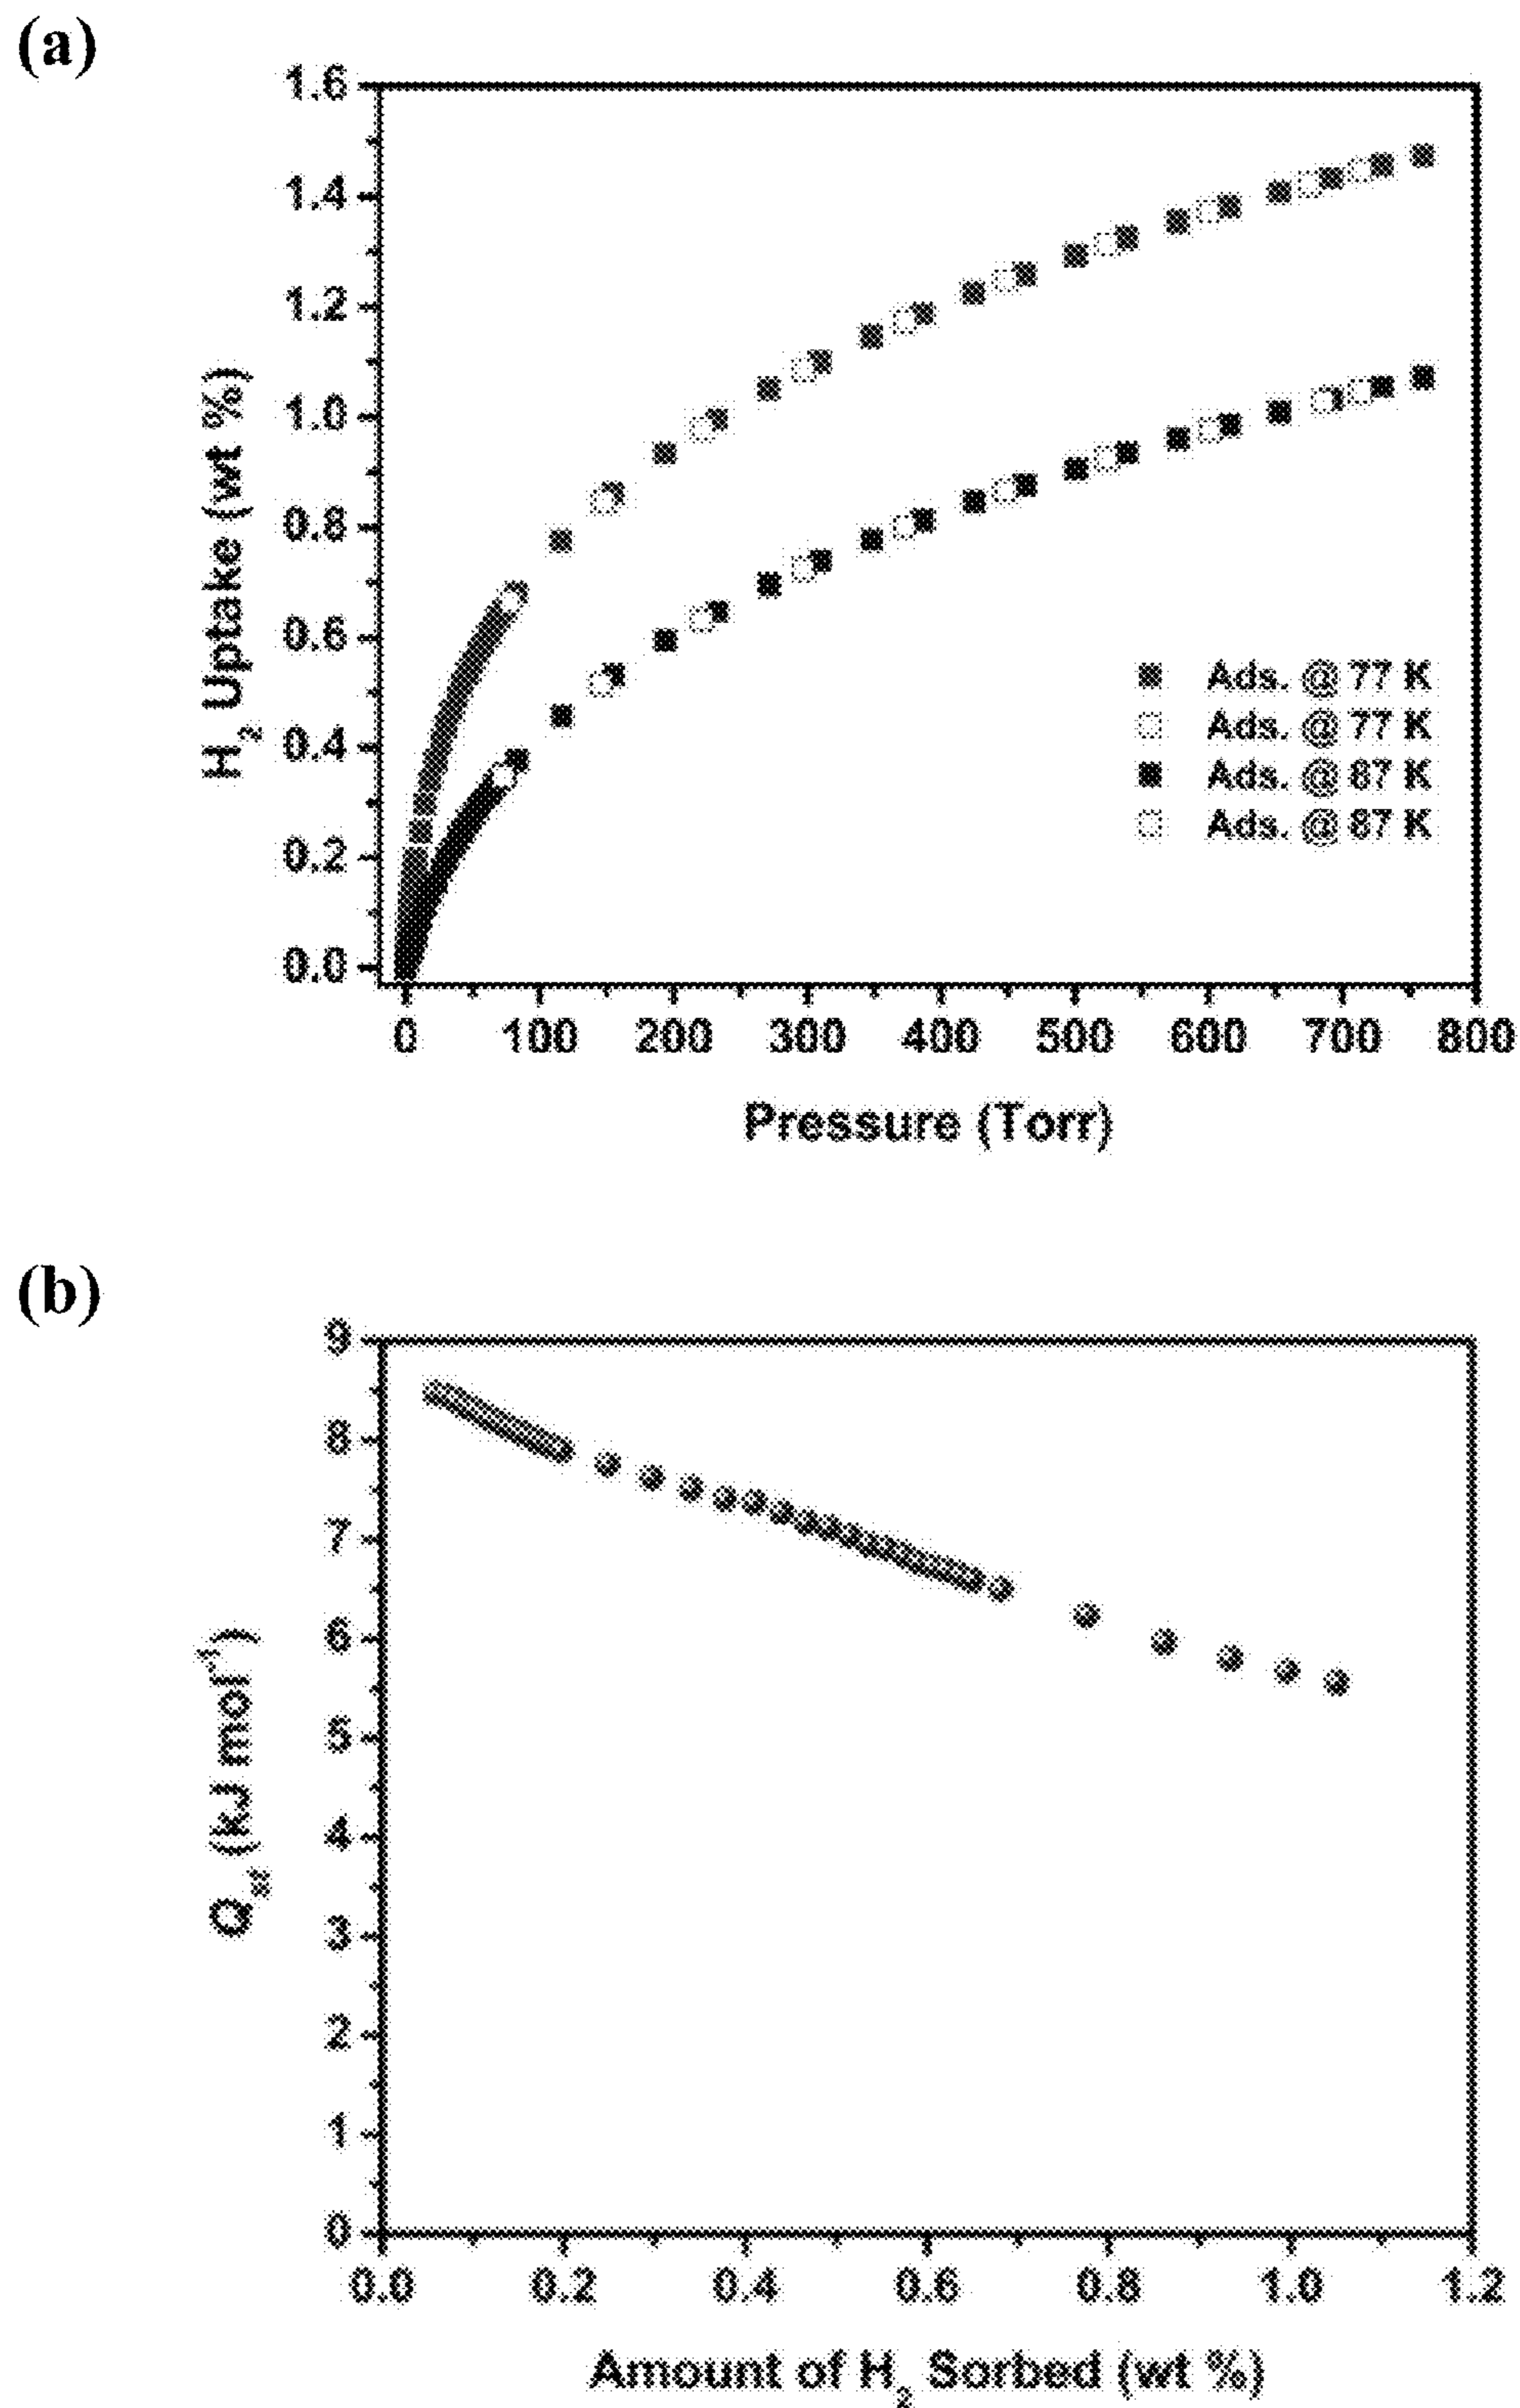 (a)
1.6
1.4
1.2
1.0
0.8
0.6
0.4
0.2
0.0
H2 Uptake (wt %)
Ads. @ 77 K
Ads. @ 77 K
Ads. @ 87 K
Ads. @ 87 K
0 100 200 300 400 500 600 700 800
Pressure (Torr)
(b)
9
8
7
6
5
4
3
2
1
0
Qst (kJ mol-1)
0.0 0.2 0.4 0.6 0.8 1.0 1.2
Amount of H2 Sorbed (wt %)